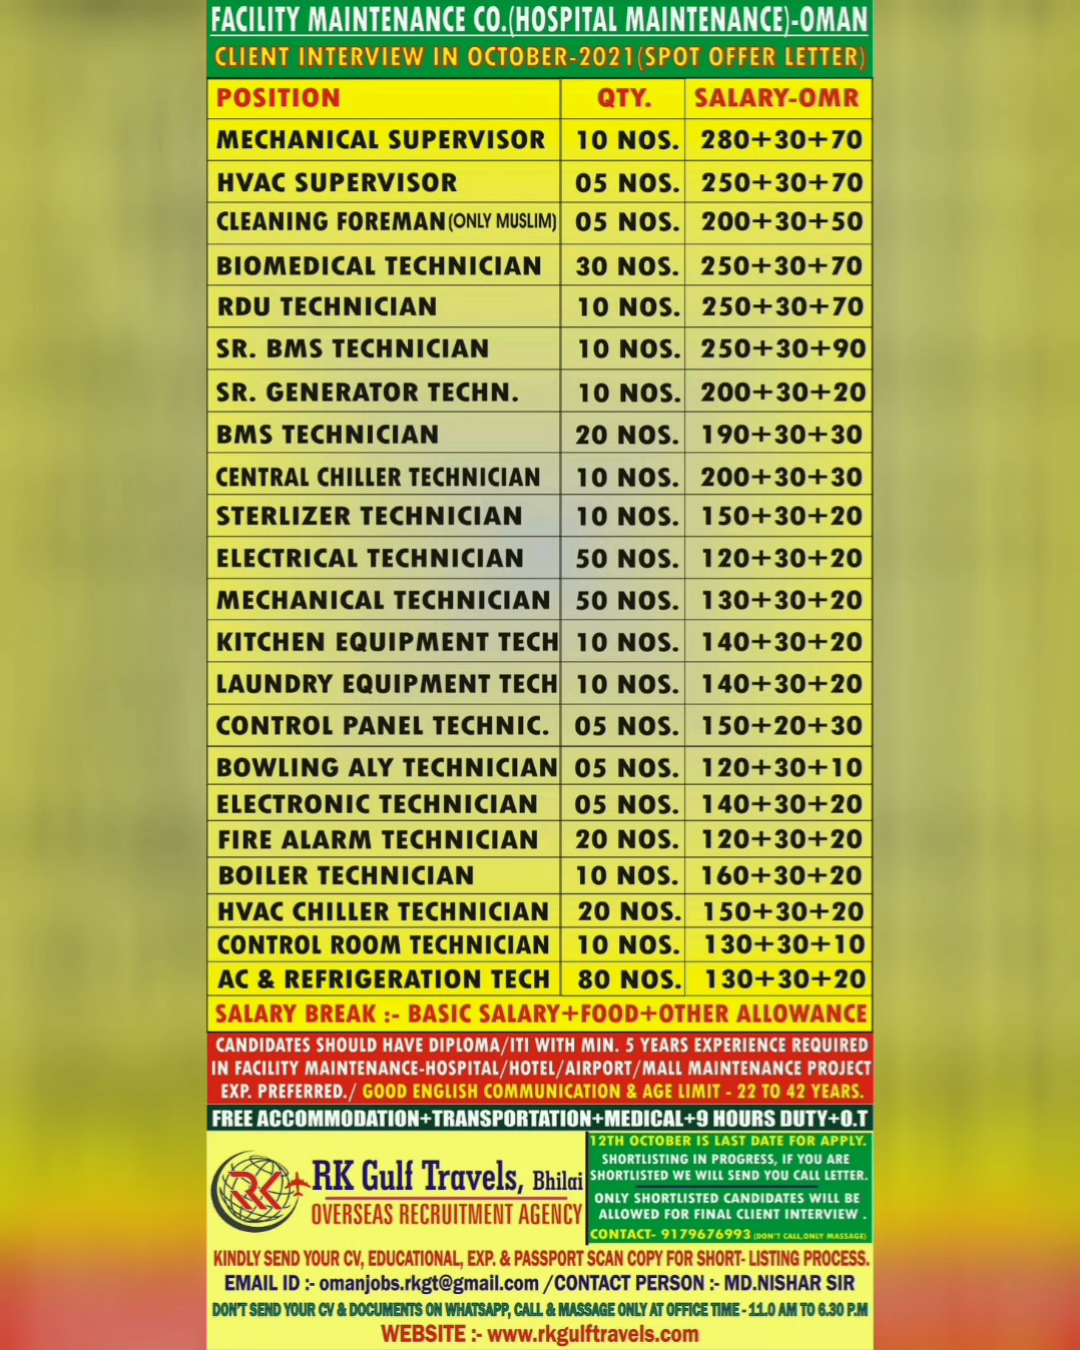 FACILITY MAINTENANCE CO.(HOSPITAL MAINTENANCE)-OMAN
CLIENT INTERVIEW IN OCTOBER-2021(SPOT OFFER LETTER)
POSITION QTY. SALARY-OMR
MECHANICAL SUPERVISOR 10 NOS. 280+30+70
HVAC SUPERVISOR 05 NOS. 250+30+70
CLEANING FOREMAN(ONLY MUSLIM) 05 NOS. 200+30+50
BIOMEDICAL TECHNICIAN 30 NOS. 250+30+70
RDU TECHNICIAN 10 NOS. 250+30+70
SR. BMS TECHNICIAN 10 NOS. 250+30+90
SR. GENERATOR TECHN. 10 NOS. 200+30+20
BMS TECHNICIAN 20 NOS. 190+30+30
CENTRAL CHILLER TECHNICIAN 10 NOS. 200+30+30
STERLIZER TECHNICIAN 10 NOS. 150+30+20
ELECTRICAL TECHNICIAN 50 NOS. 120+30+20
MECHANICAL TECHNICIAN 50 NOS. 130+30+20
KITCHEN EQUIPMENT TECH 10 NOS. 140+30+20
LAUNDRY EQUIPMENT TECH 10 NOS. 140+30+20
CONTROL PANEL TECHNIC. 05 NOS. 150+20+30
BOWLING ALY TECHNICIAN 05 NOS. 120+30+10
ELECTRONIC TECHNICIAN 05 NOS. 140+30+20
FIRE ALARM TECHNICIAN 20 NOS. 120+30+20
BOILER TECHNICIAN 10 NOS. 160+30+20
HVAC CHILLER TECHNICIAN 20 NOS. 150+30+20
CONTROL ROOM TECHNICIAN 10 NOS. 130+30+10
AC & REFRIGERATION TECH 80 NOS. 130+30+20
SALARY BREAK :- BASIC SALARY+FOOD+OTHER ALLOWANCE
CANDIDATES SHOULD HAVE DIPLOMA/ITI WITH MIN. 5 YEARS EXPERIENCE REQUIRED
IN FACILITY MAINTENANCE-HOSPITAL/HOTEL/AIRPORT/MALL MAINTENANCE PROJECT
EXP. PREFERRED./ GOOD ENGLISH COMMUNICATION & AGE LIMIT - 22 TO 42 YEARS.
FREE ACCOMMODATION+TRANSPORTATION+MEDICAL+9 HOURS DUTY+O.T
RK
RK Gulf Travels, Bhilai
OVERSEAS RECRUITMENT AGENCY
12TH OCTOBER IS LAST DATE FOR APPLY.
SHORTLISTING IN PROGRESS, IF YOU ARE
SHORTLISTED WE WILL SEND YOU CALL LETTER.
ONLY SHORTLISTED CANDIDATES WILL BE
ALLOWED FOR FINAL CLIENT INTERVIEW .
CONTACT- 9179676993 (DON'T CALL,ONLY MASSAGE)
KINDLY SEND YOUR CV, EDUCATIONAL, EXP. & PASSPORT SCAN COPY FOR SHORT- LISTING PROCESS.
EMAIL ID :- omanjobs.rkgt@gmail.com /CONTACT PERSON :- MD.NISHAR SIR
DON'T SEND YOUR CV & DOCUMENTS ON WHATSAPP, CALL & MASSAGE ONLY AT OFFICE TIME - 11.0 AM TO 6.30 P.M
WEBSITE :- www.rkgulftravels.com